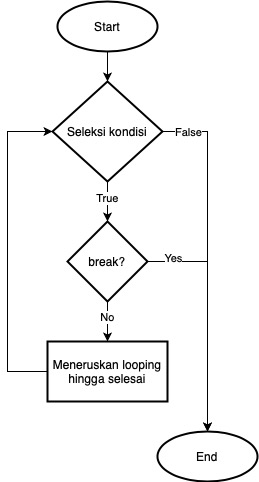 Start
Seleksi kondisi
False
True
break?
Yes
No
Meneruskan looping
hingga selesai
End